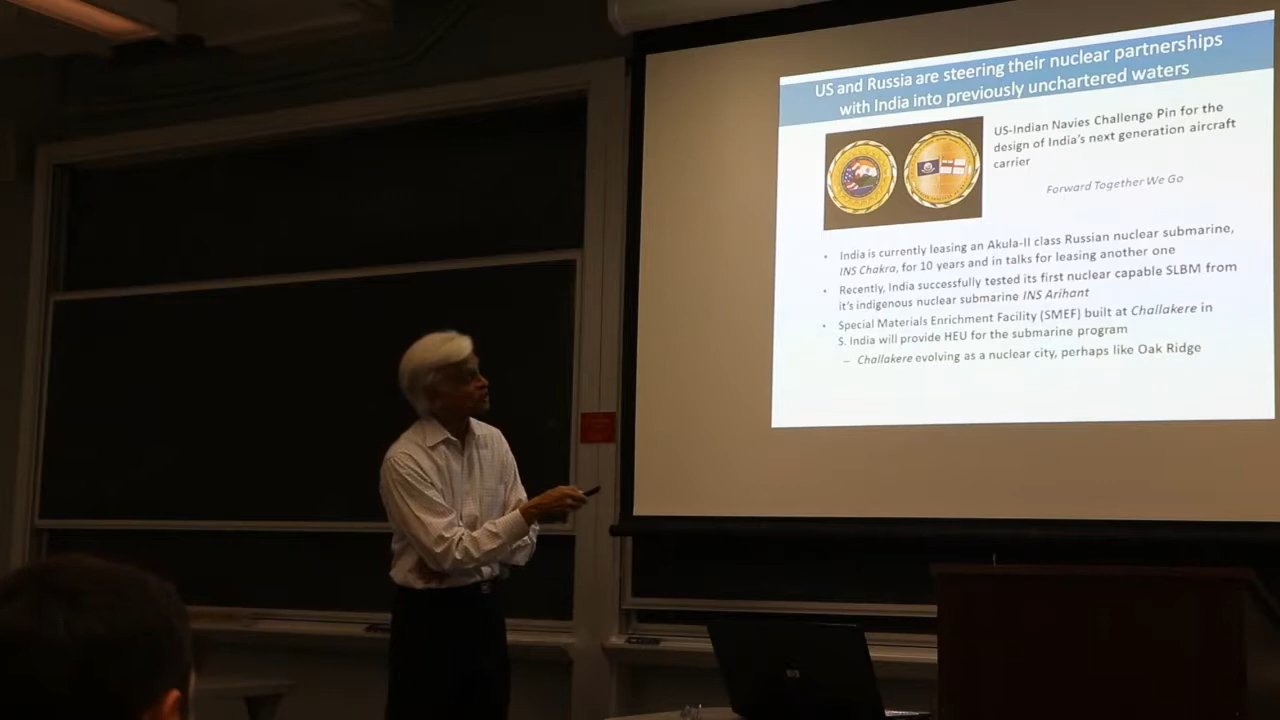 US and Russia are steering their nuclear partnerships
with India into previously unchartered waters
US-Indian Navies Challenge Pin for the
design of India's next generation aircraft
carrier
Forward Together We Go
• India is currently leasing an Akula-II class Russian nuclear submarine,
INS Chakra, for 10 years and in talks for leasing another one
• Recently, India successfully tested its first nuclear capable SLBM from
it's indigenous nuclear submarine INS Arihant
• Special Materials Enrichment Facility (SMEF) built at Challakere in
S. India will provide HEU for the submarine program
– Challakere evolving as a nuclear city, perhaps like Oak Ridge
hp